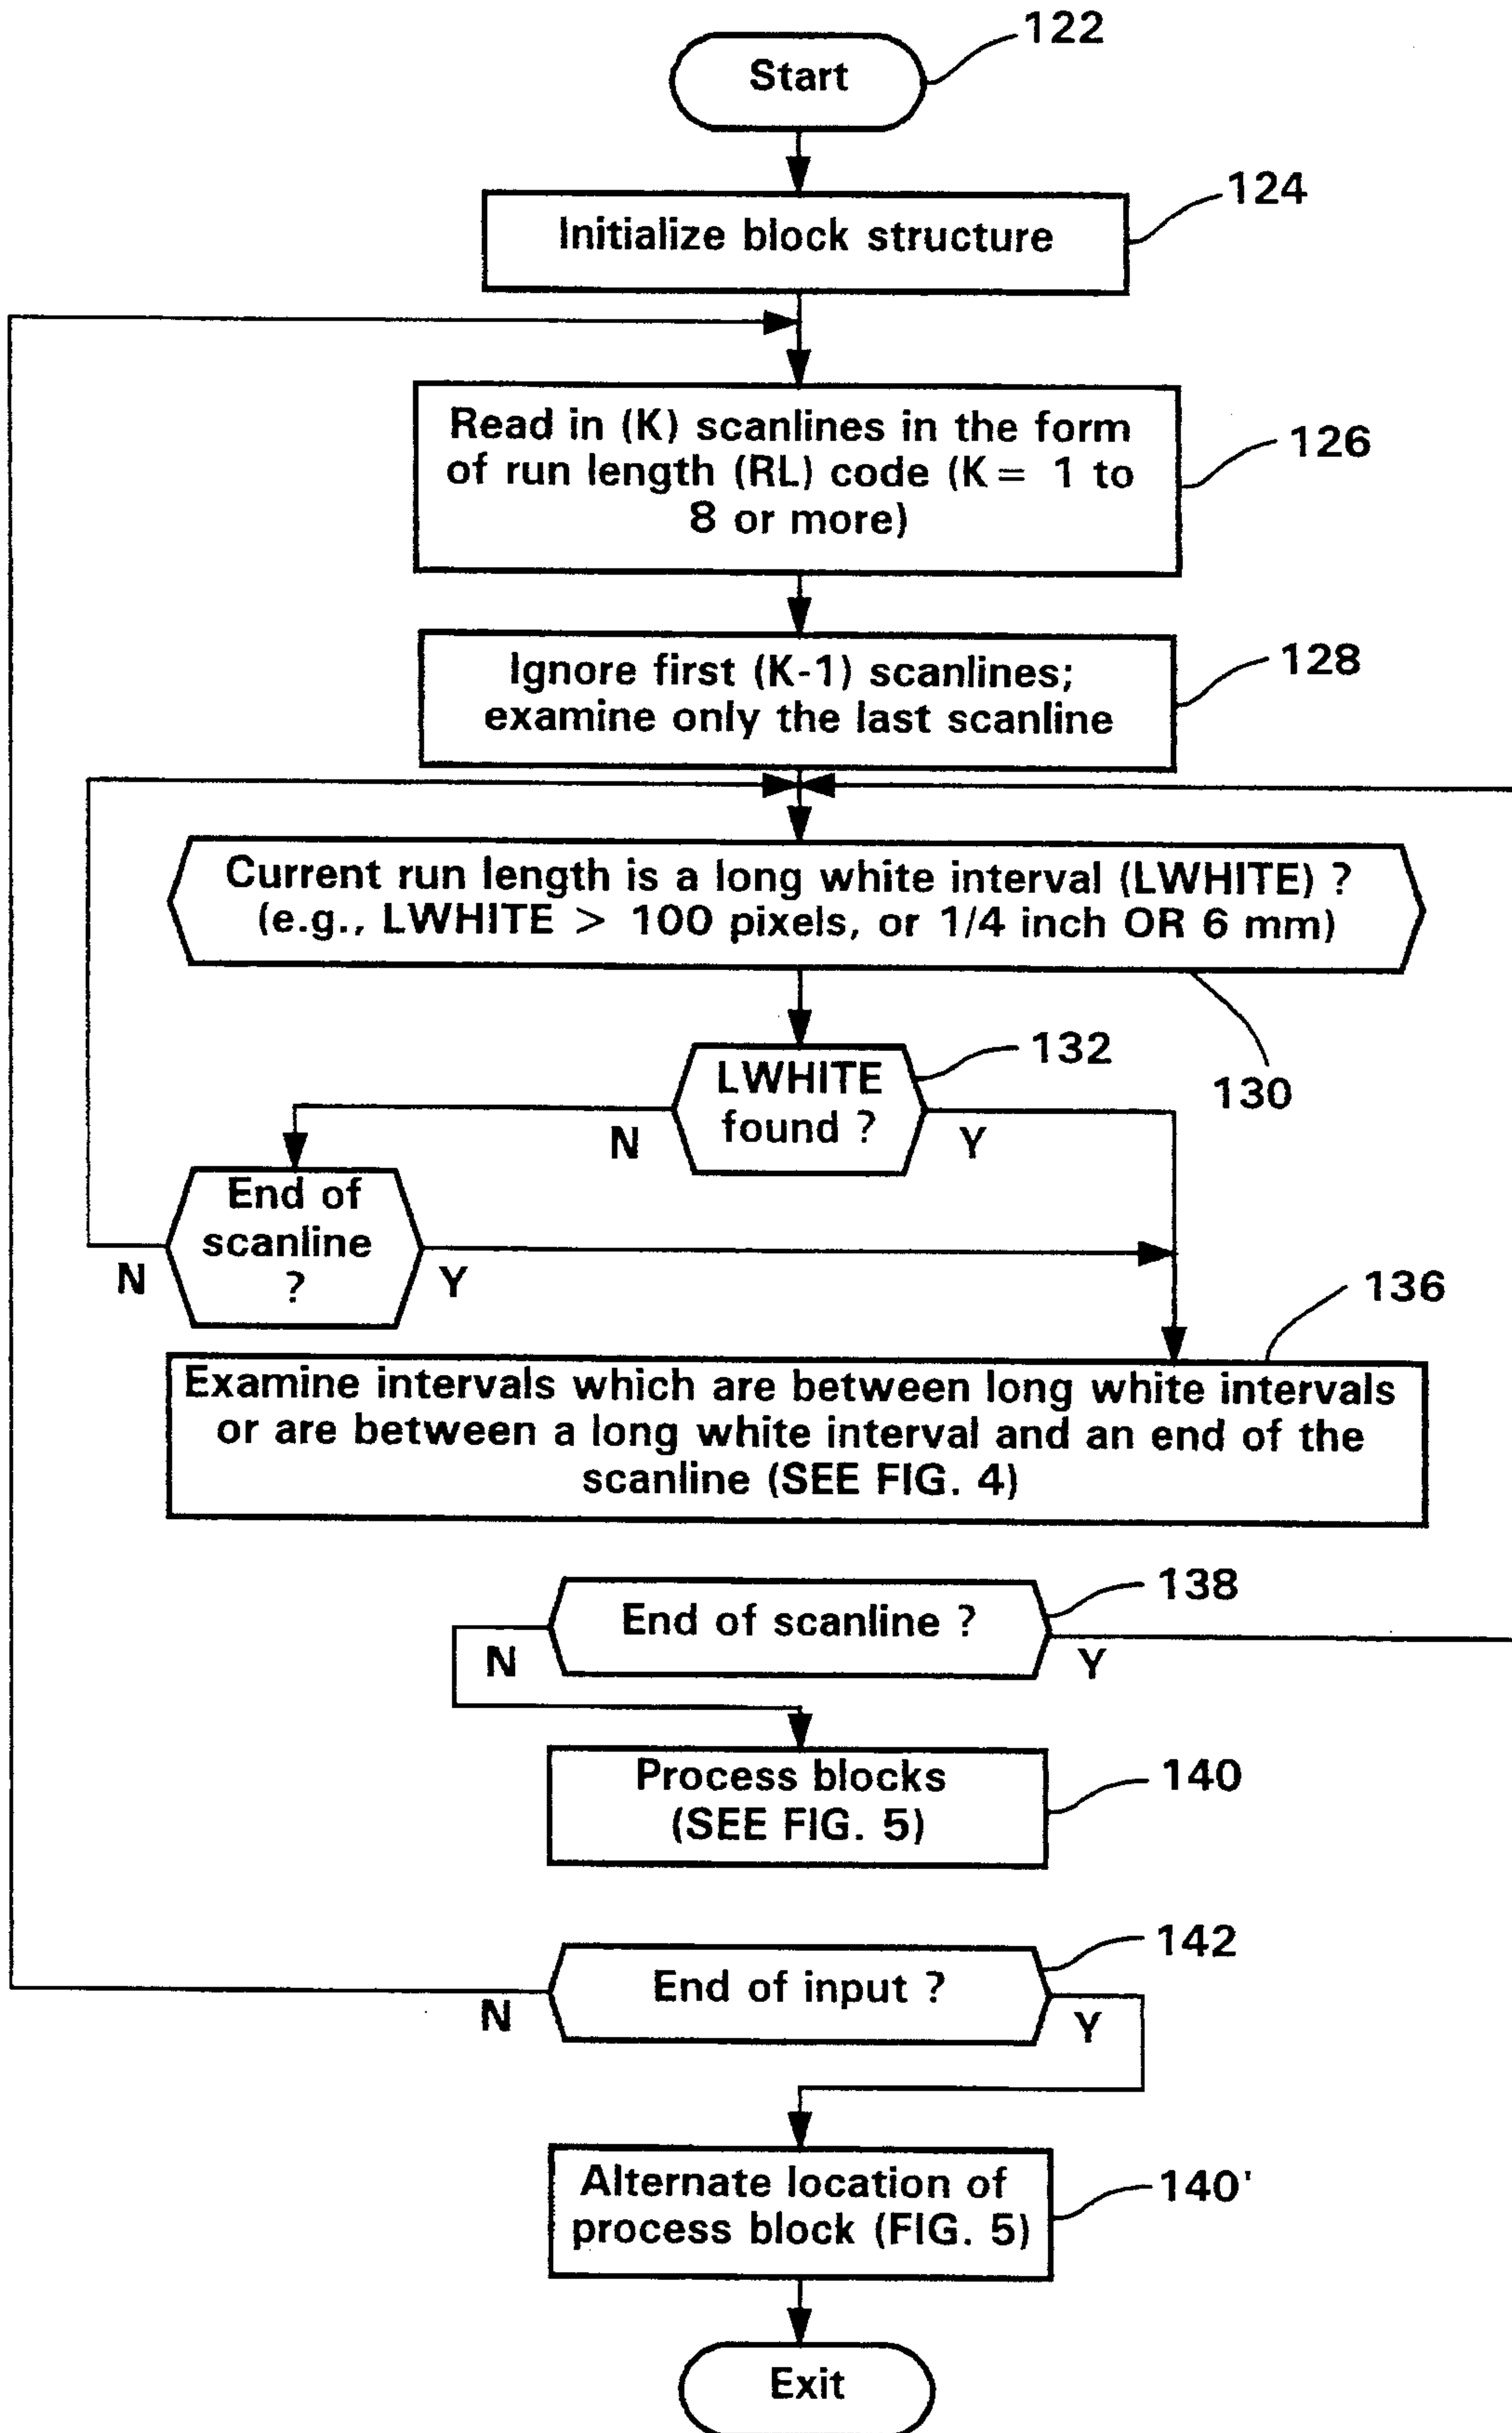 122
Start
124
Initialize block structure
Read in (K) scanlines in the form
of run length (RL) code (K = 1 to
8 or more)
126
Ignore first (K-1) scanlines;
examine only the last scanline
128
Current run length is a long white interval (LWHITE) ?
(e.g., LWHITE > 100 pixels, or 1/4 inch OR 6 mm)
130
LWHITE
found ?
132
N
Y
End of
scanline
?
N
Y
136
Examine intervals which are between long white intervals
or are between a long white interval and an end of the
scanline (SEE FIG. 4)
End of scanline ?
138
N
Y
Process blocks
(SEE FIG. 5)
140
End of input ?
142
N
Y
Alternate location of
process block (FIG. 5)
140'
Exit